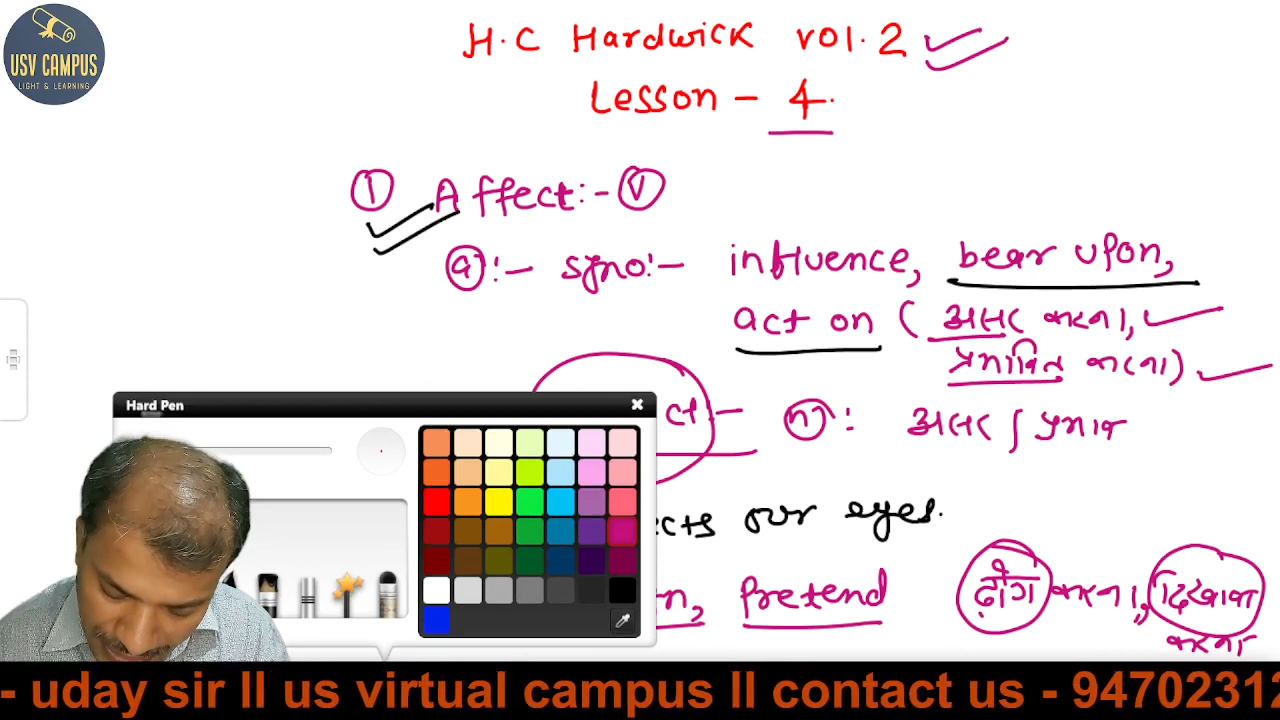 USV CAMPUS
LIGHT & LEARNING
H.C Hardwick vol.2
Lesson - 4.
① Affect:- ⓥ
ⓐ:- syno:- influence, bear upon,
act on (असर करना,
प्रभावित करना)
Hard Pen
ct - ⓝ: असर / प्रभाव
cts our eyes.
n, Pretend ढोंग करना, दिखावा
करना
- uday sir ll us virtual campus ll contact us - 94702312